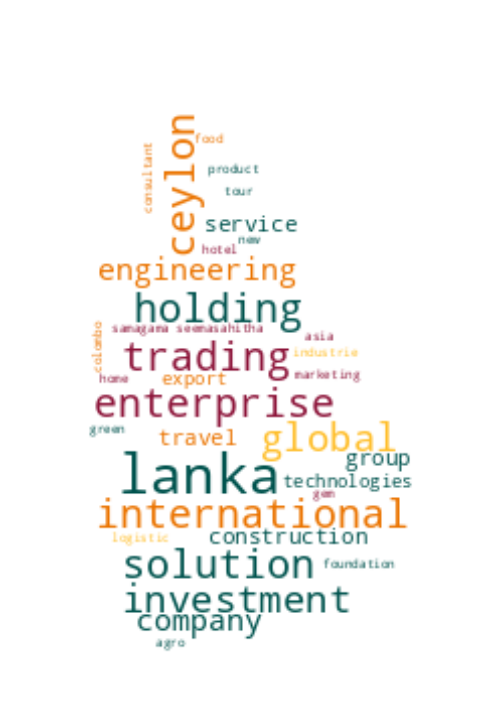 ceylon
food
consultant
product
tour
service
new
hotel
engineering
holding
samagama seemasahitha
asia
colombo
trading
industrie
home
export
marketing
enterprise
green
travel
global
group
lanka
technologies
gem
international
logistic
construction
solution
foundation
investment
company
agro